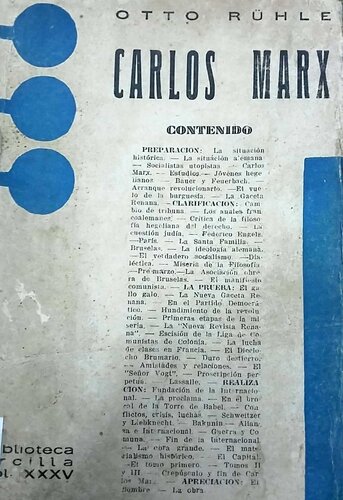 OTTO RÜHLE
CARLOS MARX
CONTENIDO
PREPARACION: La situación
histórica. — La situación alemana
— Socialistas utopistas — Carlos
Marx. — Estudios — Jóvenes hege
lianos — Bauer y Feuerbach. —
Arranque revolucionario. —El vue
lo de la burguesía. — La Gaceta
Renana. — CLARIFICACION: Cam
bio de tribuna. — Los anales fran
coalemanes. — Crítica de la filoso
fía hegeliana del derecho. — La
cuestión judía. — Federico Engels.
—París. — La Santa Familia. —
Bruselas. — La ideología alemana.
— El verdadero socialismo. —Dia
léctica. — Miseria de la Filosofía
— Pré marzo.—La Asociación obre
ra de Bruselas. — El manifiesto
comunista. — LA PRUEBA: El ga
llo galo. — La Nueva Gaceta Re
nana. — En el Partido Democrá
tico. — Hundimiento de la revolu
ción. — Primeras etapas de la mi
seria. — La "Nueva Revista Rena
na". — Escisión de la Liga de Co
munistas de Colonia. — La lucha
de clases en Francia. — El Diecio
cho Brumario. — Duro destierro.
— Amistades y relaciones. — El
"Señor Vogt". — Proscripción per
petua. — Lassalle. — REALIZA
CION: Fundación de la Internacio
nal. — La proclama. — En el bro
col de la Torre de Babel. — Con
flictos, crisis, luchas: — Schweitzer
y Liebknecht. — Bakunin — Alian
za e Internacional. — Guerra y Co
muna. — Fin de la Internacional
— La obra grande. — El mate
rialismo histórico. — El Capital.
—El tomo primero. — Tomos II
y III. — Crepúsculo y fin de Car
los Marx. — APRECIACION: El
hombre — La obra.
iblioteca
cilla
ol. XXXV